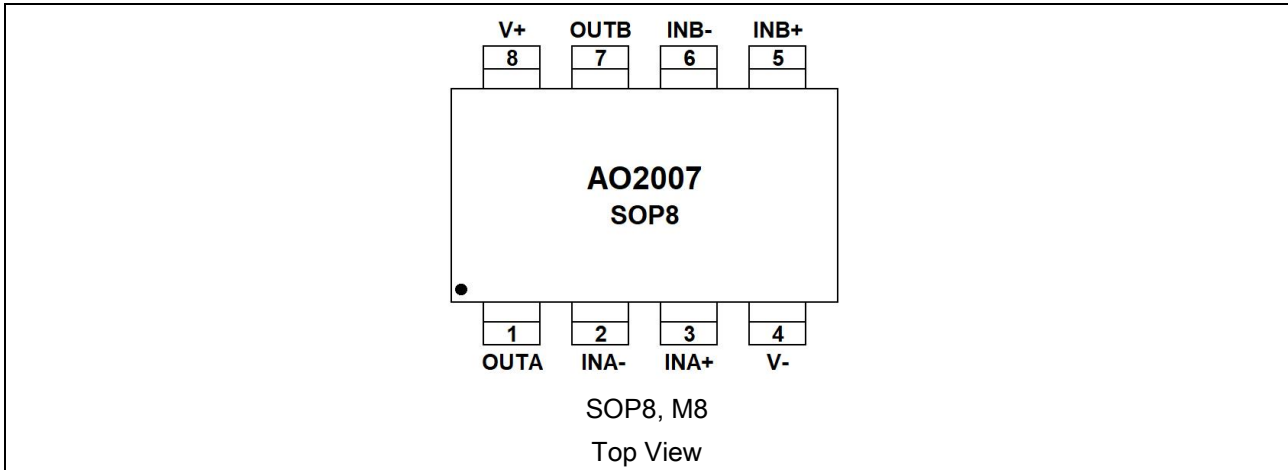 V+ OUTB INB- INB+
8 7 6 5
AO2007
SOP8
1 2 3 4
OUTA INA- INA+ V-
SOP8, M8
Top View